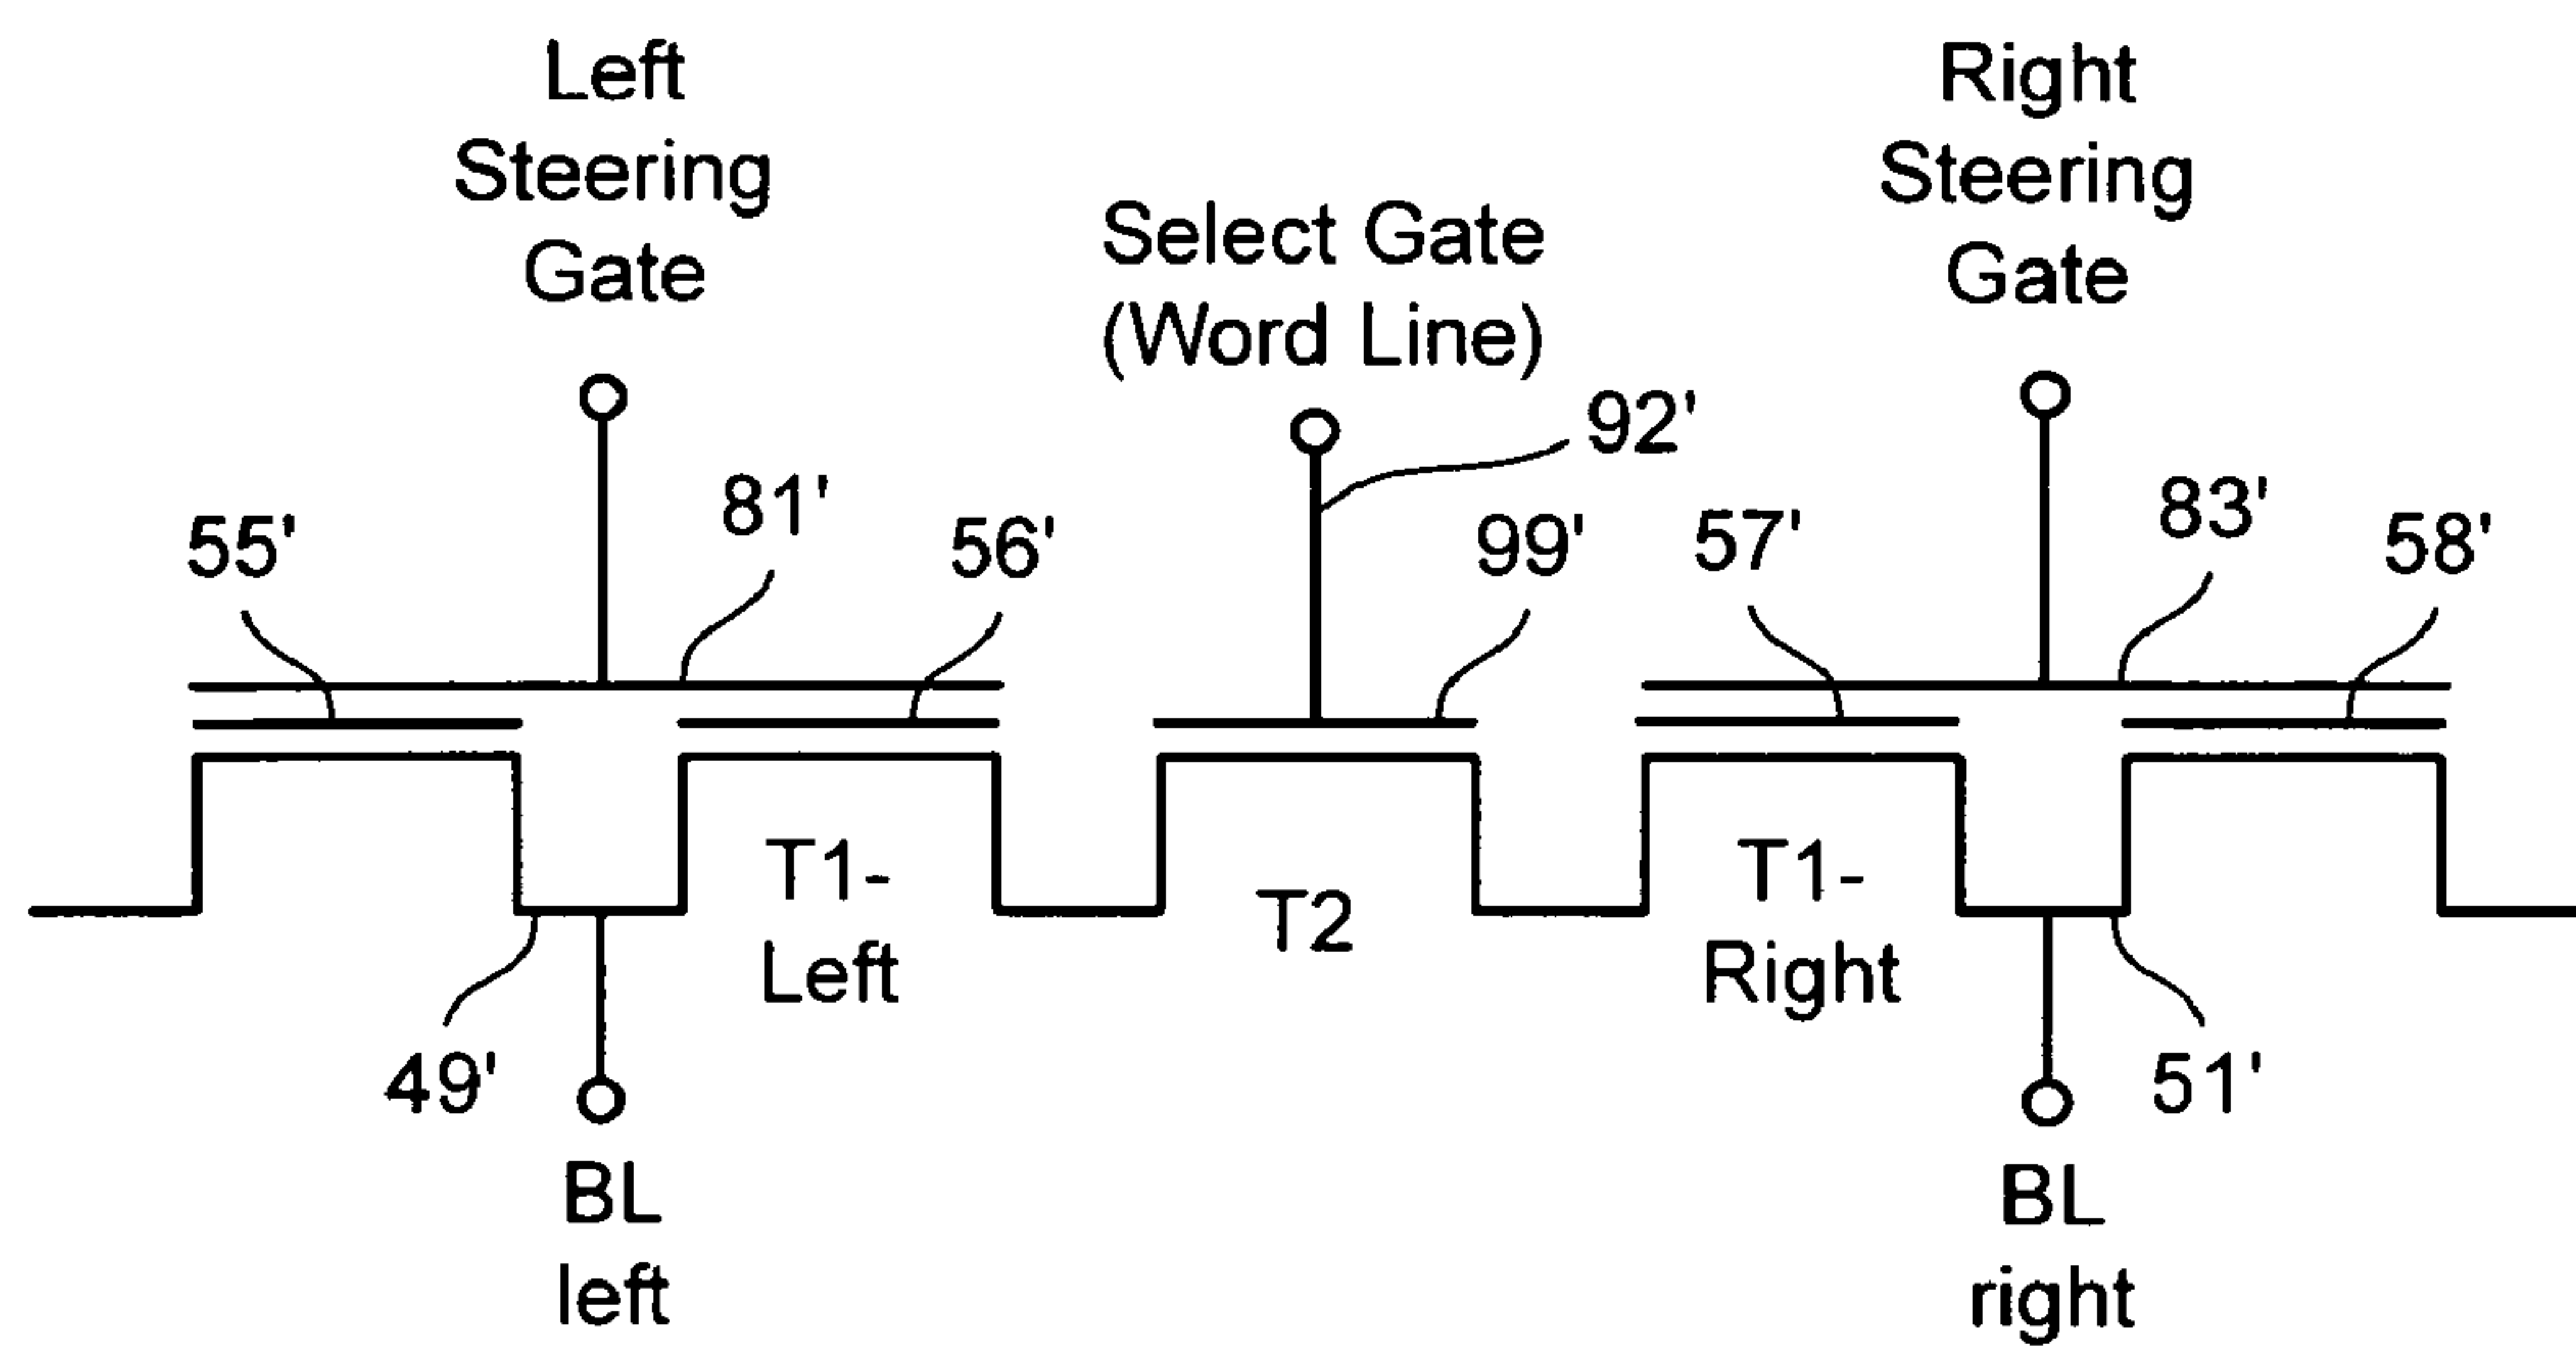 Left
Steering
Gate
Right
Steering
Gate
Select Gate
(Word Line)
92'
81'
83'
55'
56'
99'
57'
58'
T1-
Left
T2
T1-
Right
49'
51'
BL
left
BL
right